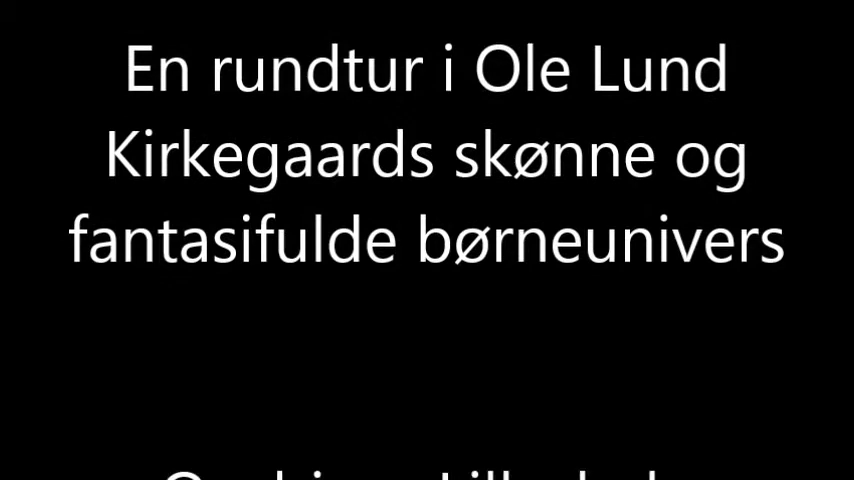 En rundtur i Ole Lund
Kirkegaards skønne og
fantasifulde børneunivers